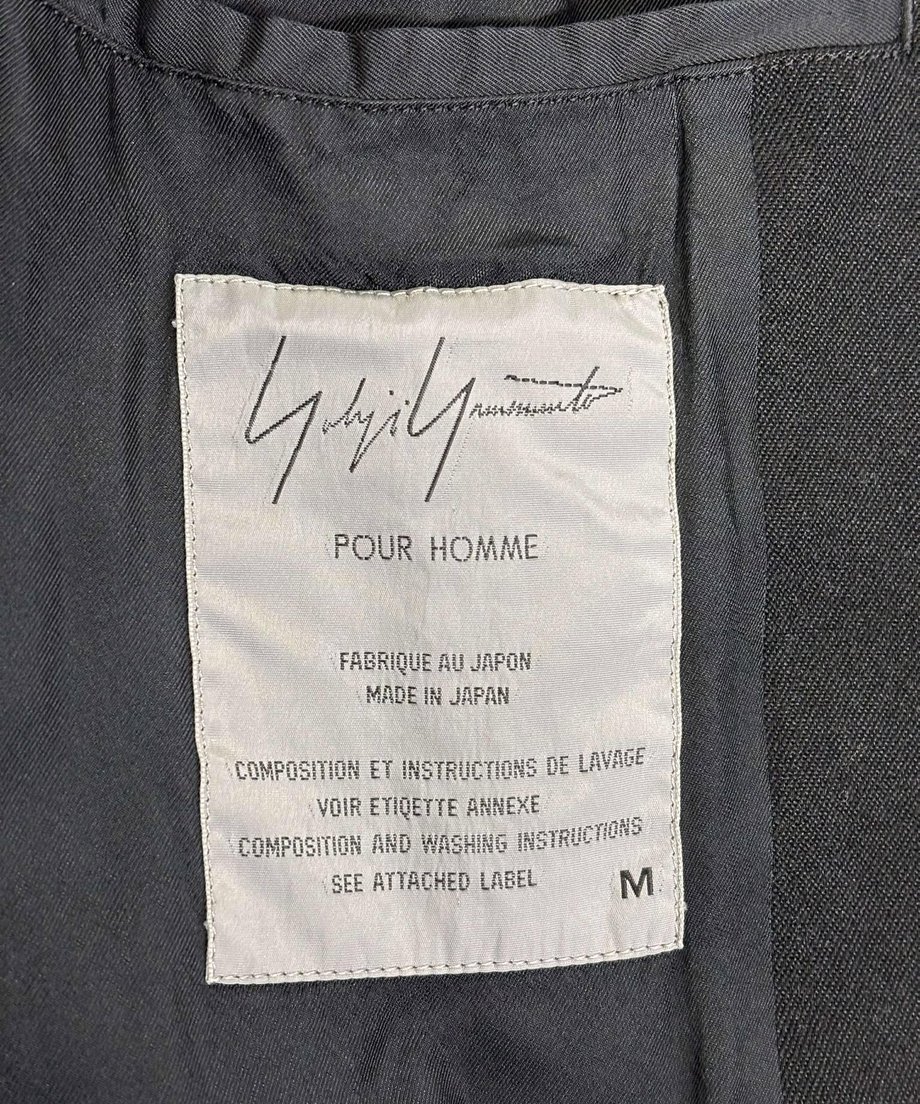 Yohji Yamamoto
POUR HOMME
FABRIQUE AU JAPON
MADE IN JAPAN
COMPOSITION ET INSTRUCTIONS DE LAVAGE
VOIR ETIQETTE ANNEXE
COMPOSITION AND WASHING INSTRUCTIONS
SEE ATTACHED LABEL
M